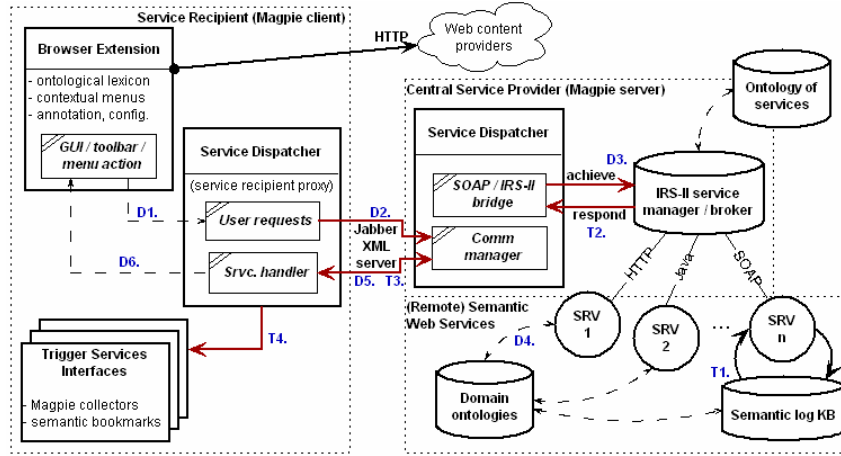 Service Recipient (Magpie client)
Browser Extension
- ontological lexicon
- contextual menus
- annotation, config.
GUI / toolbar /
menu action
HTTP
Web content
providers
Central Service Provider (Magpie server)
Ontology of
services
Service Dispatcher
(service recipient proxy)
User requests
Srvc. handler
D1.
D6.
D2.
Jabber
XML
server
D5. T3.
Service Dispatcher
SOAP / IRS-II
bridge
Comm
manager
D3.
achieve
respond
T2.
IRS-II service
manager / broker
HTTP
Java
SOAP
T4.
Trigger Services
Interfaces
- Magpie collectors
- semantic bookmarks
(Remote) Semantic
Web Services
SRV
1
SRV
2
...
SRV
n
D4.
T1.
Domain
ontologies
Semantic log KB